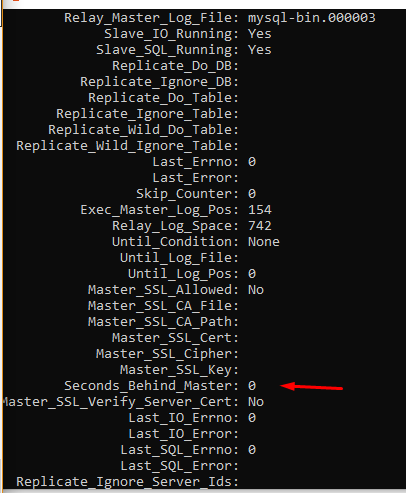 Relay_Master_Log_File: mysql-bin.000003
Slave_IO_Running: Yes
Slave_SQL_Running: Yes
Replicate_Do_DB:
Replicate_Ignore_DB:
Replicate_Do_Table:
Replicate_Ignore_Table:
Replicate_Wild_Do_Table:
Replicate_Wild_Ignore_Table:
Last_Errno: 0
Last_Error:
Skip_Counter: 0
Exec_Master_Log_Pos: 154
Relay_Log_Space: 742
Until_Condition: None
Until_Log_File:
Until_Log_Pos: 0
Master_SSL_Allowed: No
Master_SSL_CA_File:
Master_SSL_CA_Path:
Master_SSL_Cert:
Master_SSL_Cipher:
Master_SSL_Key:
Seconds_Behind_Master: 0
Master_SSL_Verify_Server_Cert: No
Last_IO_Errno: 0
Last_IO_Error:
Last_SQL_Errno: 0
Last_SQL_Error:
Replicate_Ignore_Server_Ids: